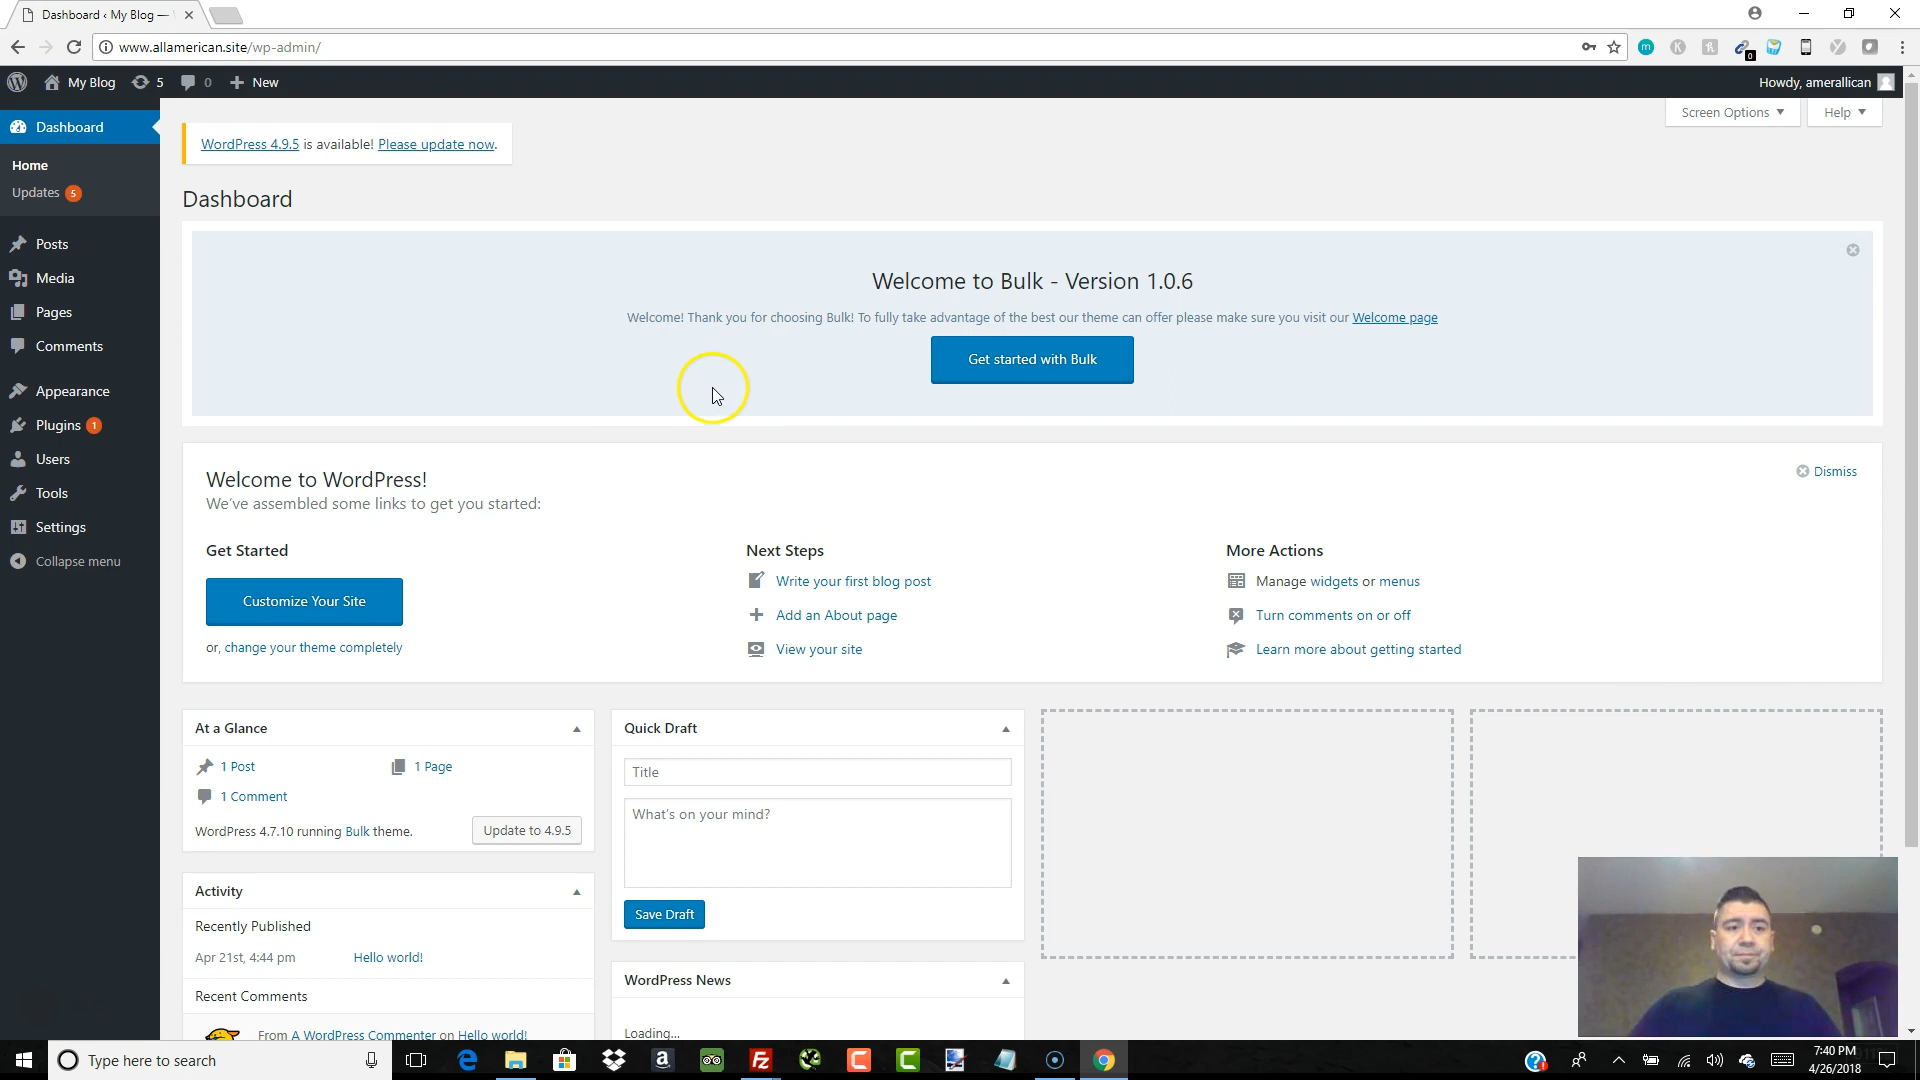 Dashboard ‹ My Blog —
www.allamerican.site/wp-admin/
My Blog 5 0 New
Howdy, amerallican
Screen Options Help
Dashboard
Home
Updates 5
Posts
Media
Pages
Comments
Appearance
Plugins 1
Users
Tools
Settings
Collapse menu
WordPress 4.9.5 is available! Please update now.
Dashboard
Welcome to Bulk - Version 1.0.6
Welcome! Thank you for choosing Bulk! To fully take advantage of the best our theme can offer please make sure you visit our Welcome page
Get started with Bulk
Welcome to WordPress!
Dismiss
We've assembled some links to get you started:
Get Started
Customize Your Site
or, change your theme completely
Next Steps
Write your first blog post
Add an About page
View your site
More Actions
Manage widgets or menus
Turn comments on or off
Learn more about getting started
At a Glance
1 Post 1 Page
1 Comment
WordPress 4.7.10 running Bulk theme.
Update to 4.9.5
Activity
Recently Published
Apr 21st, 4:44 pm Hello world!
Recent Comments
From A WordPress Commenter on Hello world!
Quick Draft
Title
What's on your mind?
Save Draft
WordPress News
Loading...
Type here to search
7:40 PM
4/26/2018